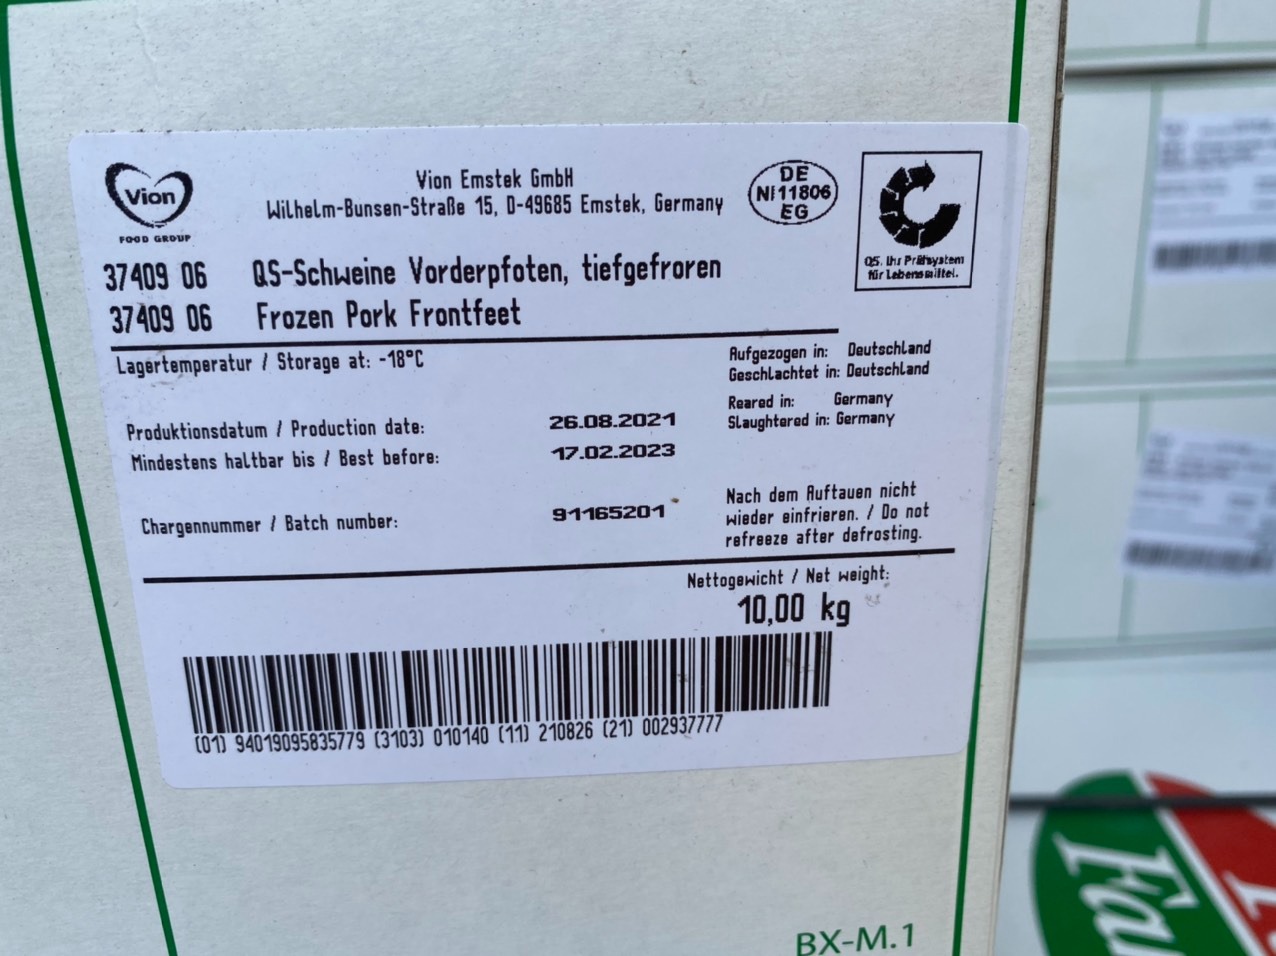 Vion
FOOD GROUP
Vion Emstek GmbH
Wilhelm-Bunsen-Straße 15, D-49685 Emstek, Germany
DE
NI 11806
EG
QS. Ihr Prüfsystem
für Lebensmittel.
37409 06 QS-Schweine Vorderpfoten, tiefgefroren
37409 06 Frozen Pork Frontfeet
Lagertemperatur / Storage at: -18°C
Aufgezogen in: Deutschland
Geschlachtet in: Deutschland
Reared in: Germany
Slaughtered in: Germany
Produktionsdatum / Production date: 26.08.2021
Mindestens haltbar bis / Best before: 17.02.2023
Chargennummer / Batch number: 91165201
Nach dem Auftauen nicht
wieder einfrieren. / Do not
refreeze after defrosting.
Nettogewicht / Net weight:
10,00 kg
(01) 94019095835779 (3103) 010140 (11) 210826 (21) 002937777
BX-M.1